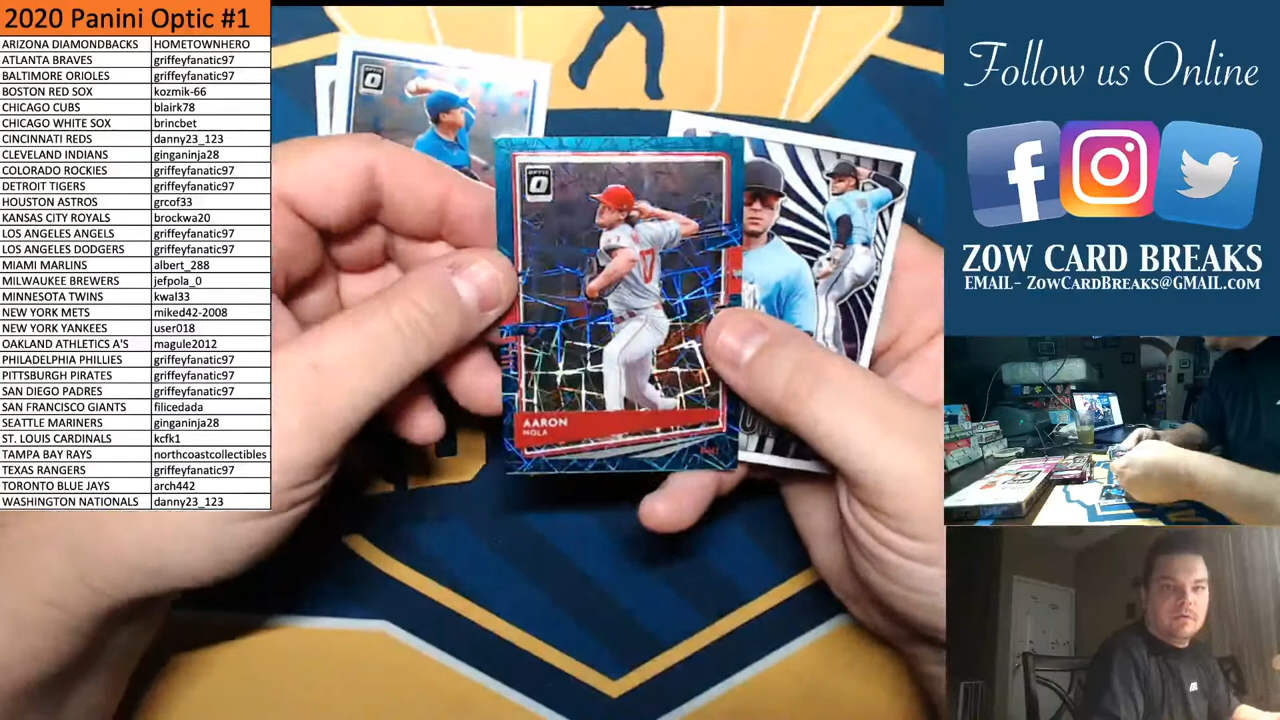 2020 Panini Optic #1
ARIZONA DIAMONDBACKS HOMETOWNHERO
ATLANTA BRAVES griffeyfanatic97
BALTIMORE ORIOLES griffeyfanatic97
BOSTON RED SOX kozmik-66
CHICAGO CUBS blairk78
CHICAGO WHITE SOX brincbet
CINCINNATI REDS danny23_123
CLEVELAND INDIANS ginganinja28
COLORADO ROCKIES griffeyfanatic97
DETROIT TIGERS griffeyfanatic97
HOUSTON ASTROS grcof33
KANSAS CITY ROYALS brockwa20
LOS ANGELES ANGELS griffeyfanatic97
LOS ANGELES DODGERS griffeyfanatic97
MIAMI MARLINS albert_288
MILWAUKEE BREWERS jefpola_0
MINNESOTA TWINS kwal33
NEW YORK METS miked42-2008
NEW YORK YANKEES user018
OAKLAND ATHLETICS A'S magule2012
PHILADELPHIA PHILLIES griffeyfanatic97
PITTSBURGH PIRATES griffeyfanatic97
SAN DIEGO PADRES griffeyfanatic97
SAN FRANCISCO GIANTS filicedada
SEATTLE MARINERS ginganinja28
ST. LOUIS CARDINALS kcfk1
TAMPA BAY RAYS northcoastcollectibles
TEXAS RANGERS griffeyfanatic97
TORONTO BLUE JAYS arch442
WASHINGTON NATIONALS danny23_123
OPTIC
17
AARON
NOLA
PHI
Follow us Online
ZOW CARD BREAKS
EMAIL- ZowCardBreaks@GMAIL.com